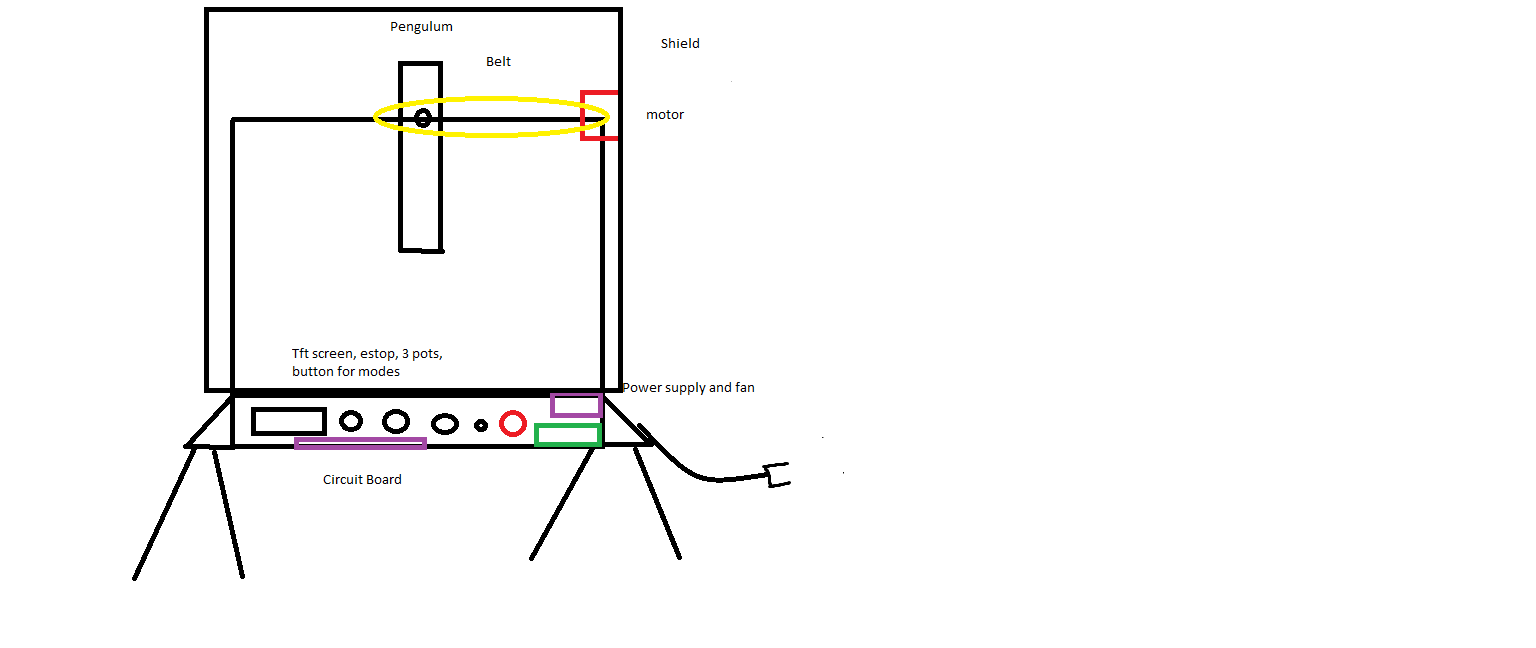 Pengulum
Shield
Belt
motor
Tft screen, estop, 3 pots,
button for modes
Power supply and fan
Circuit Board